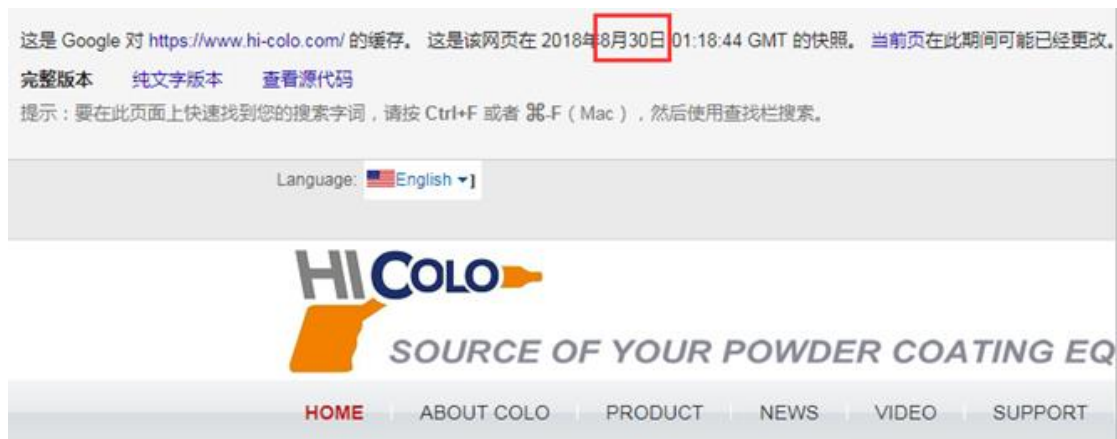 这是 Google 对 https://www.hi-colo.com/ 的缓存。 这是该网页在 2018年8月30日 01:18:44 GMT 的快照。 当前页在此期间可能已经更改。
完整版本 纯文字版本 查看源代码
提示：要在此页面上快速找到您的搜索字词，请按 Ctrl+F 或者 ⌘-F（Mac），然后使用查找栏搜索。
Language: English ]
HICOLO
SOURCE OF YOUR POWDER COATING EQ
HOME ABOUT COLO PRODUCT NEWS VIDEO SUPPORT